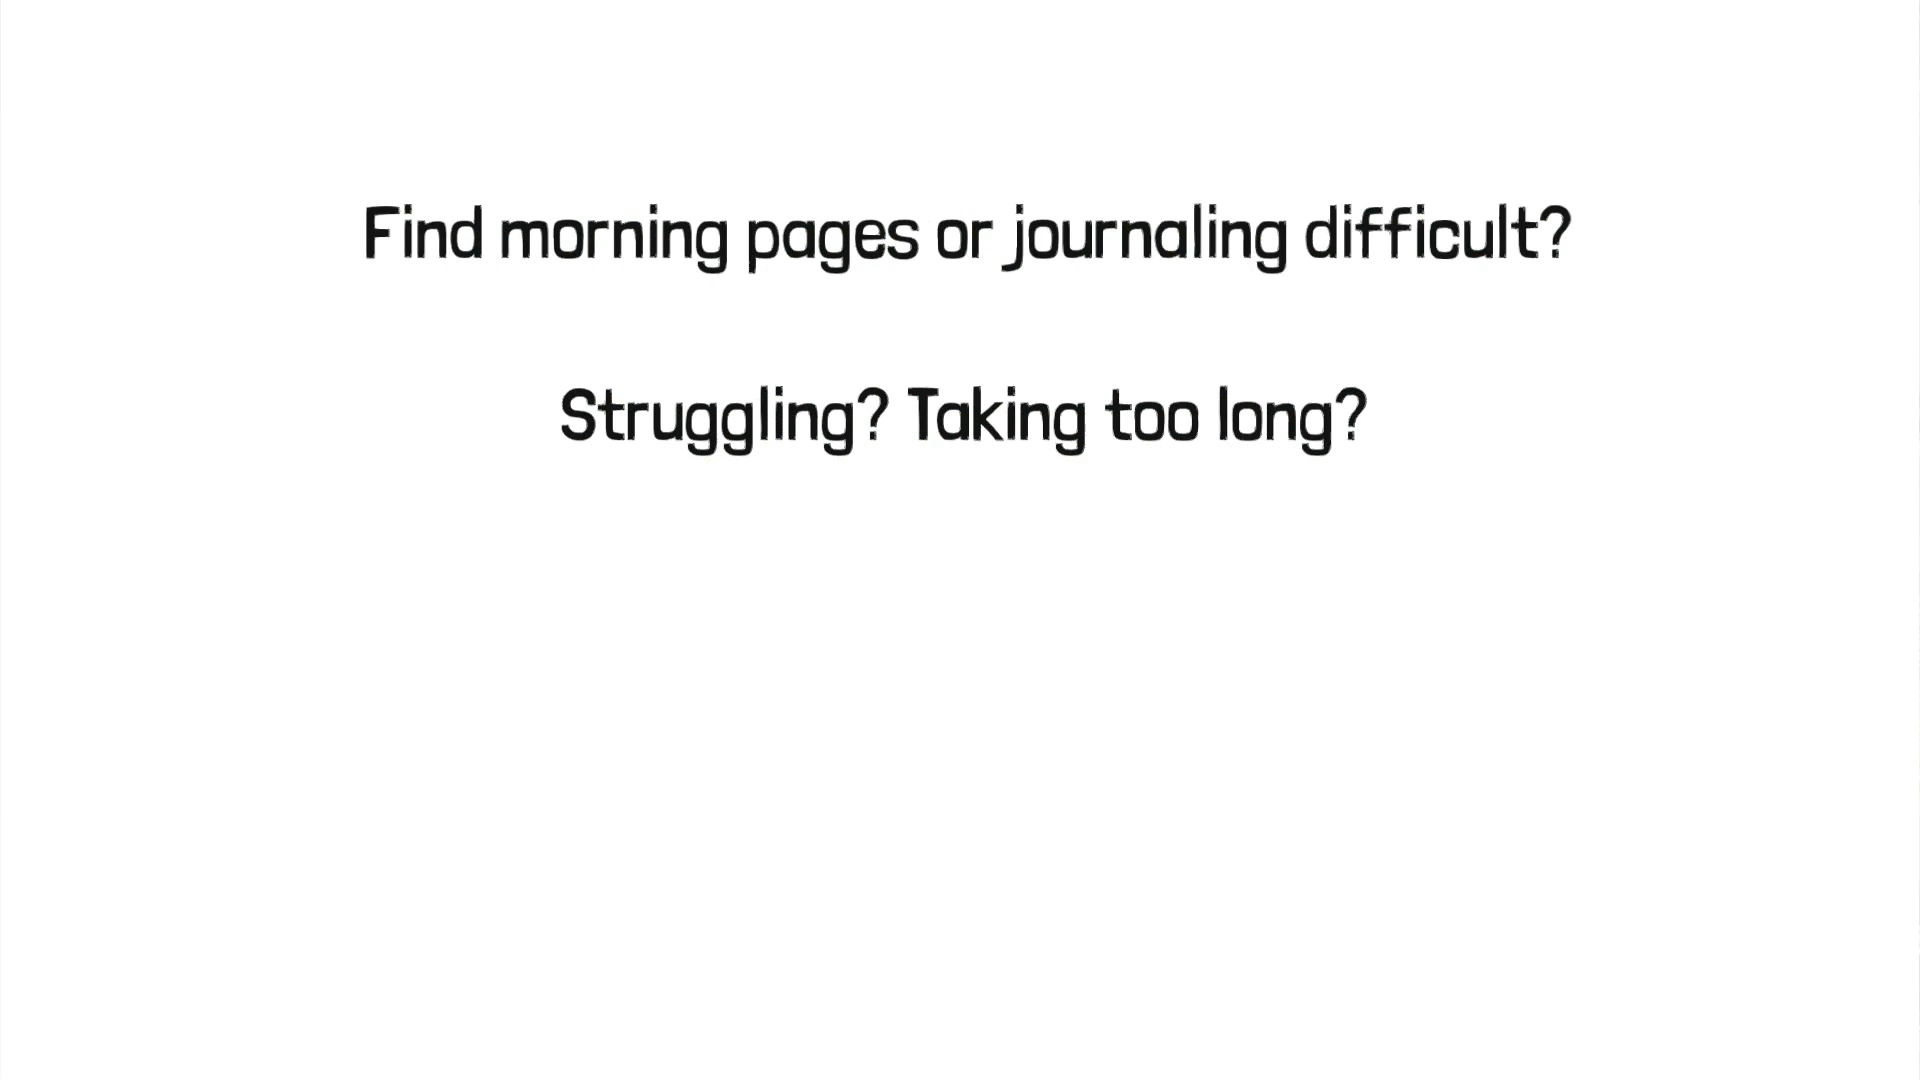 Find morning pages or journaling difficult?
Struggling? Taking too long?